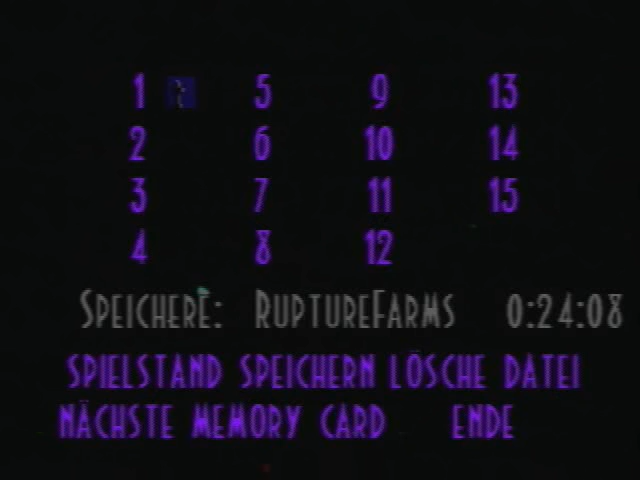 1 5 9 13
2 6 10 14
3 7 11 15
4 8 12
SPEICHERE: RUPTUREFARMS 0:24:08
SPIELSTAND SPEICHERN LÖSCHE DATEI
NÄCHSTE MEMORY CARD ENDE